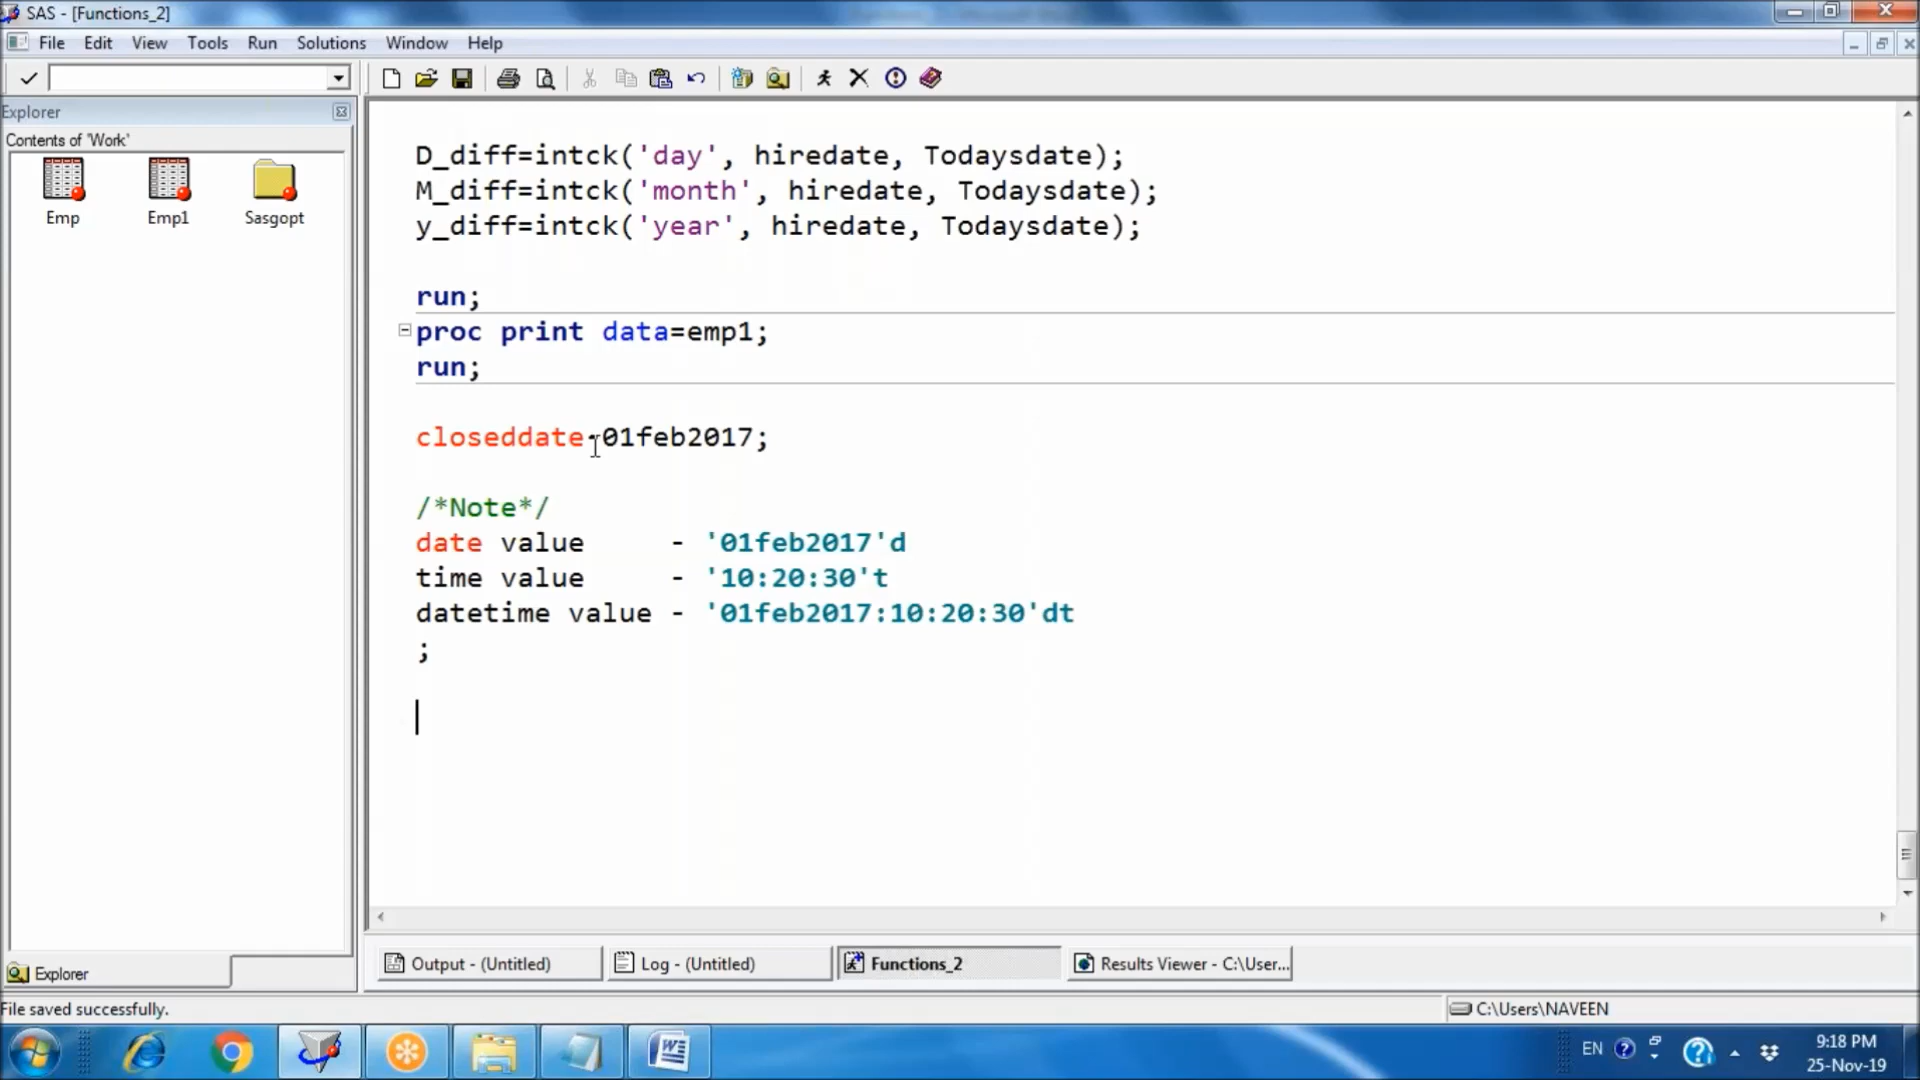 SAS - [Functions_2]
File Edit View Tools Run Solutions Window Help
Explorer
Contents of 'Work'
Emp Emp1 Sasgopt
D_diff=intck('day', hiredate, Todaysdate);
M_diff=intck('month', hiredate, Todaysdate);
y_diff=intck('year', hiredate, Todaysdate);
run;
proc print data=emp1;
run;
closeddate 01feb2017;
/*Note*/
date value - '01feb2017'd
time value - '10:20:30't
datetime value - '01feb2017:10:20:30'dt
;
Explorer
Output - (Untitled) Log - (Untitled) Functions_2 Results Viewer - C:\User...
File saved successfully.
C:\Users\NAVEEN
EN
9:18 PM
25-Nov-19